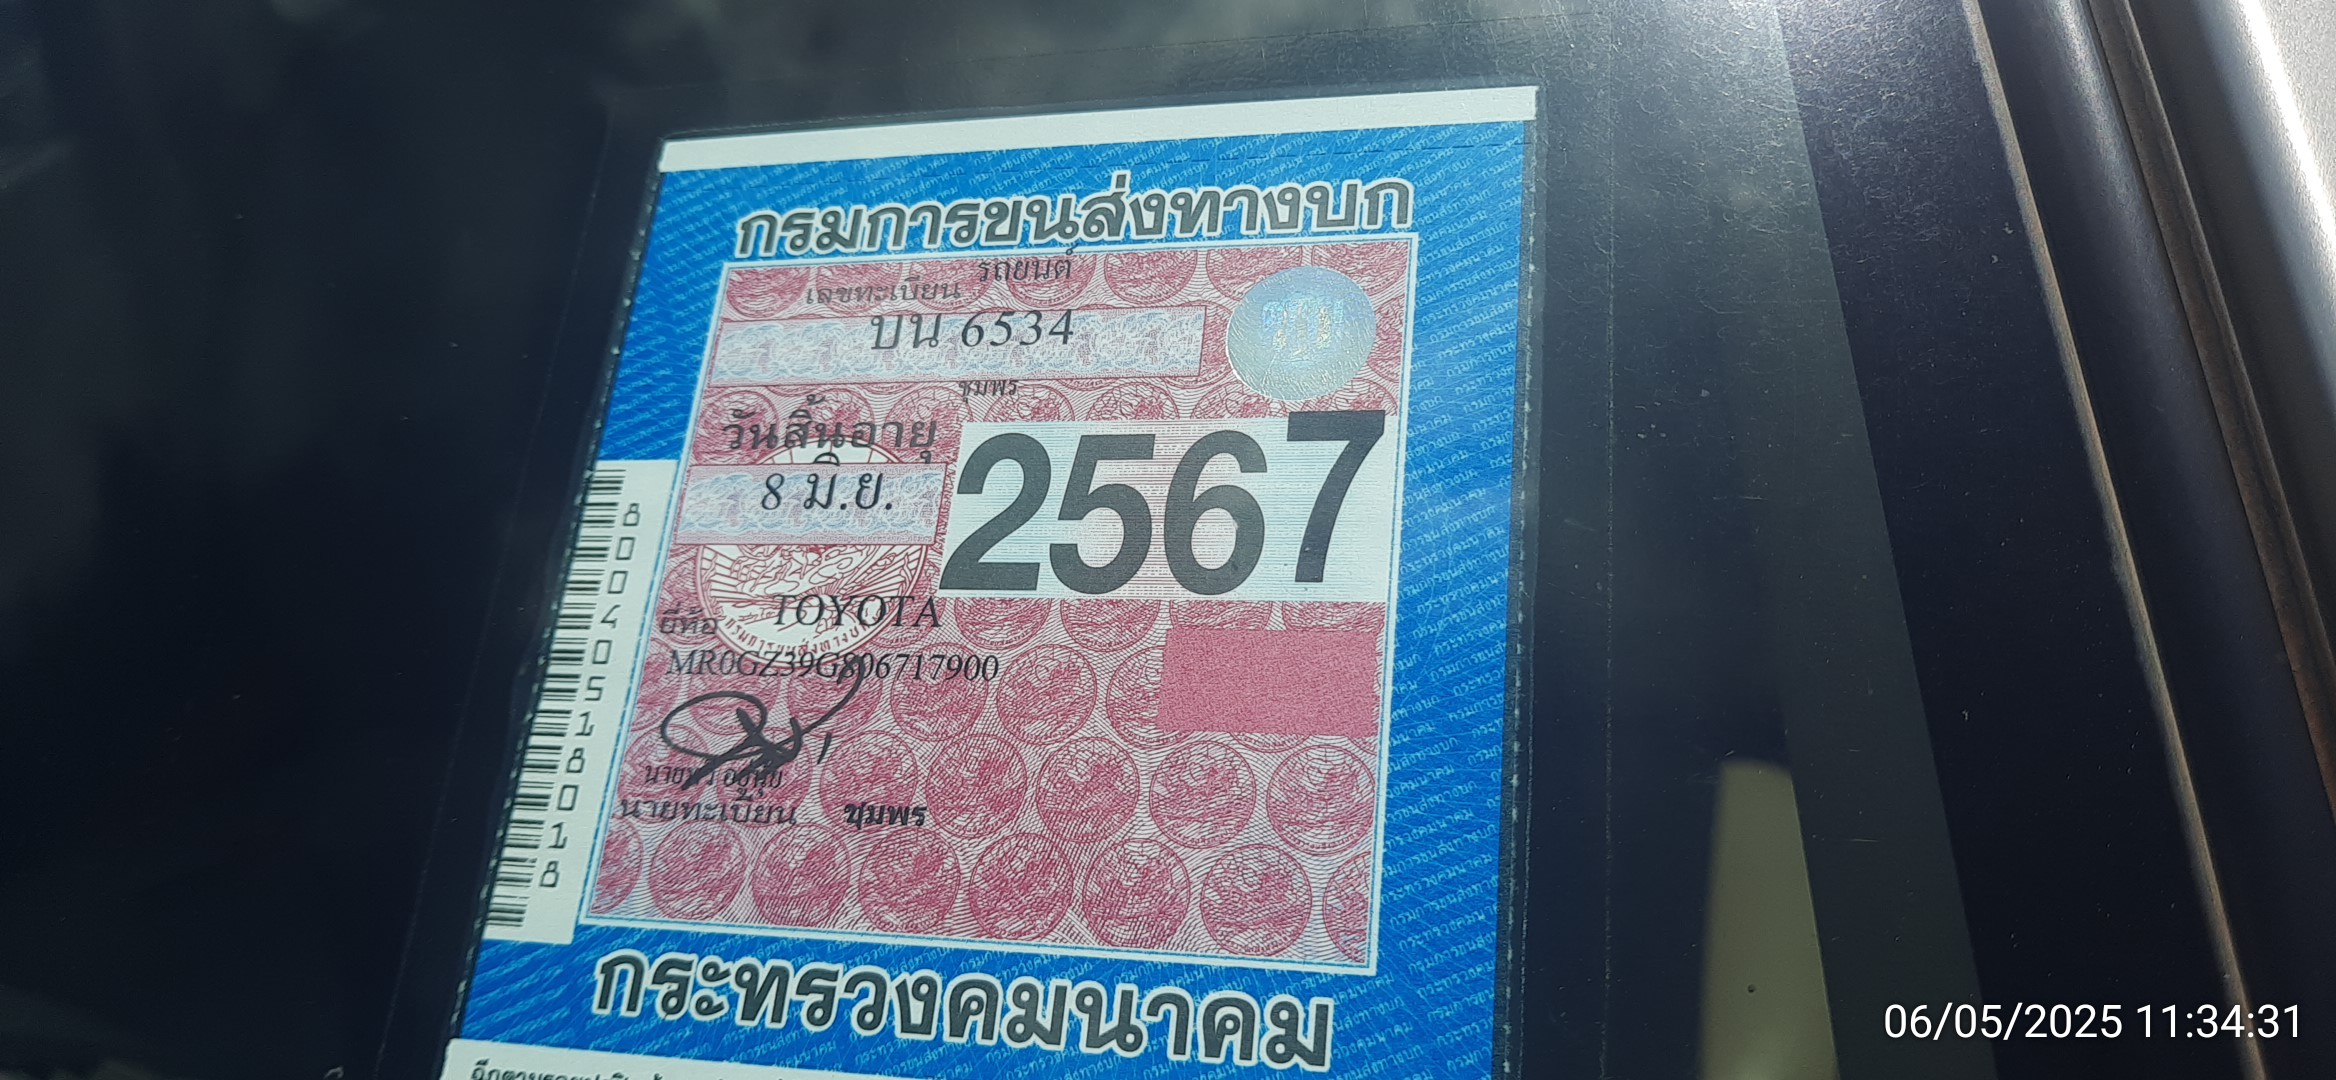 กรมการขนส่งทางบก
รถยนต์
เลขทะเบียน
บน 6534
ชุมพร
วันสิ้นอายุ
8 มิ.ย.
2567
ยี่ห้อ TOYOTA
MR0GZ39G806717900
นายทะเบียน ชุมพร
80040518018
กระทรวงคมนาคม
06/05/2025 11:34:31